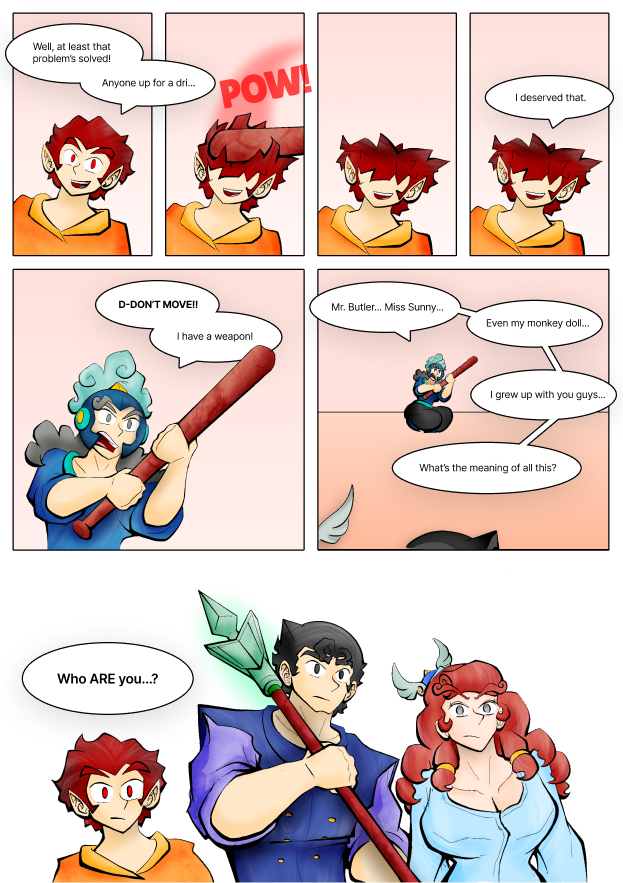 Well, at least that
problem's solved!
Anyone up for a dri...
POW!
I deserved that.
D-DON'T MOVE!!
I have a weapon!
Mr. Butler... Miss Sunny...
Even my monkey doll...
I grew up with you guys...
What's the meaning of all this?
Who ARE you...?